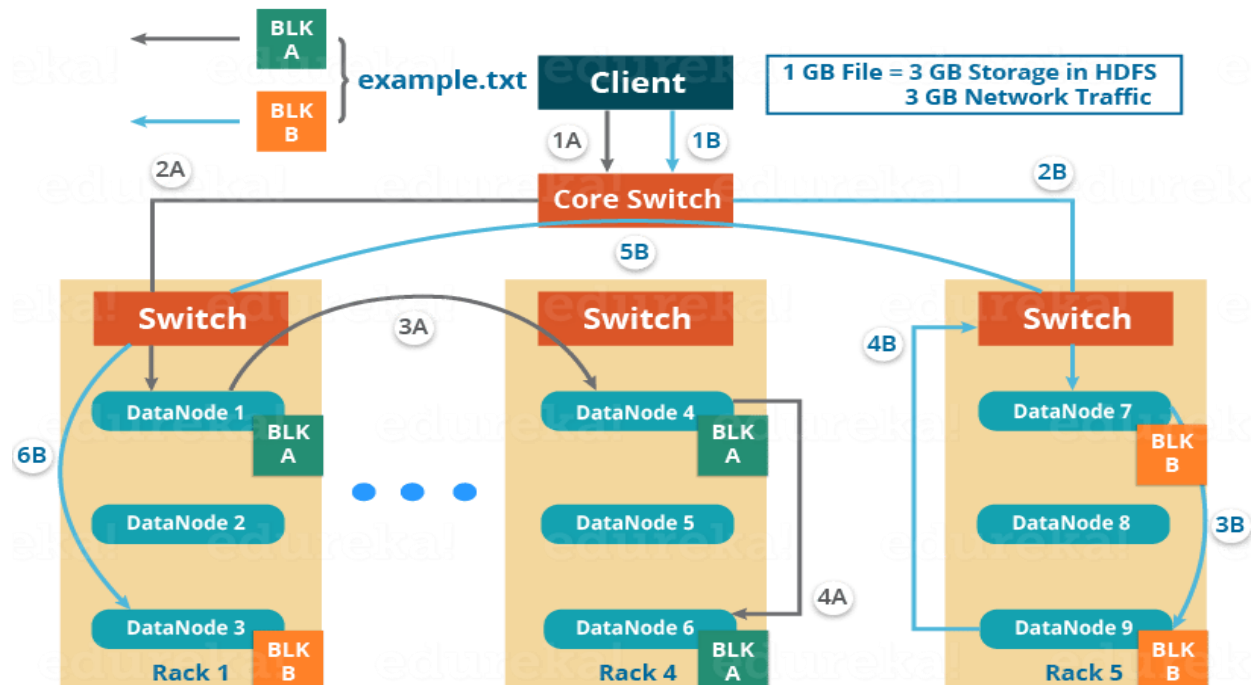 BLK
A
BLK
B
example.txt
Client
1 GB File = 3 GB Storage in HDFS
3 GB Network Traffic
1A
1B
2A
2B
Core Switch
5B
Switch
Switch
Switch
3A
4B
DataNode 1
BLK
A
DataNode 4
BLK
A
DataNode 7
BLK
B
6B
DataNode 2
DataNode 5
DataNode 8
3B
4A
DataNode 3
BLK
B
DataNode 6
BLK
A
DataNode 9
BLK
B
Rack 1
Rack 4
Rack 5
edureka!